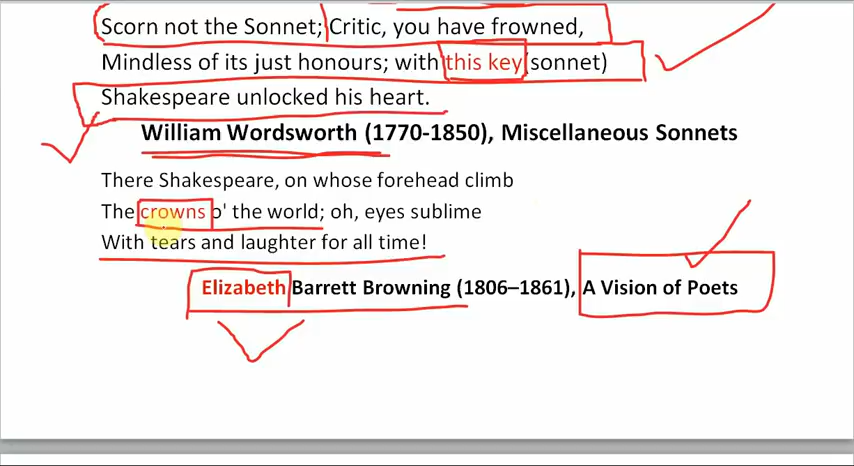 Scorn not the Sonnet; Critic, you have frowned,
Mindless of its just honours; with this key (sonnet)
Shakespeare unlocked his heart.
William Wordsworth (1770-1850), Miscellaneous Sonnets
There Shakespeare, on whose forehead climb
The crowns o' the world; oh, eyes sublime
With tears and laughter for all time!
Elizabeth Barrett Browning (1806–1861), A Vision of Poets